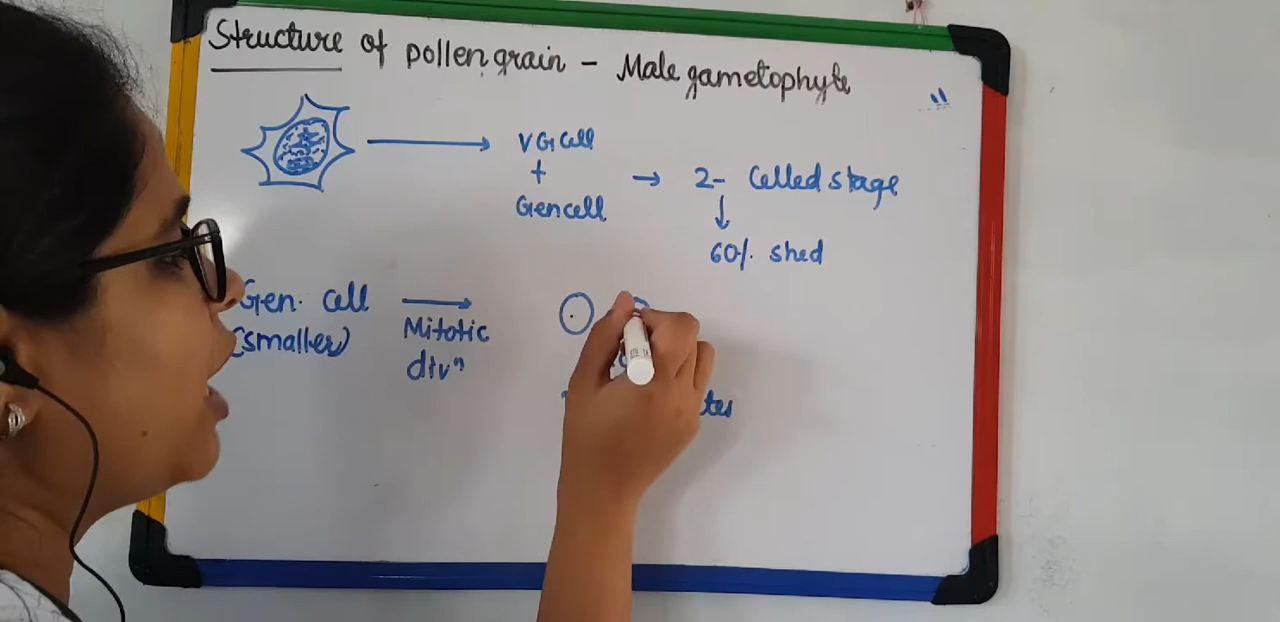 Structure of pollen grain - Male gametophyte
VG Cell
+
Gen cell
→ 2- Celled stage
↓
60% shed
Gen. cell
(smaller)
Mitotic
divⁿ